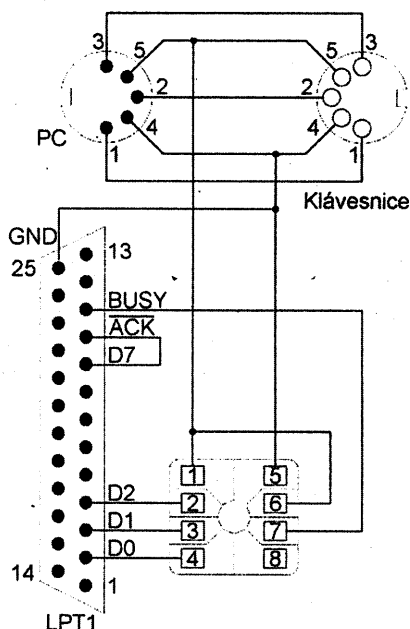 3 3
5 5
2 2
4 4
PC
1 1
Klávesnice
GND
25 13
BUSY
ACK
D7
1 5
D2 2 6
D1 3 7
D0 4 8
14 1
LPT1